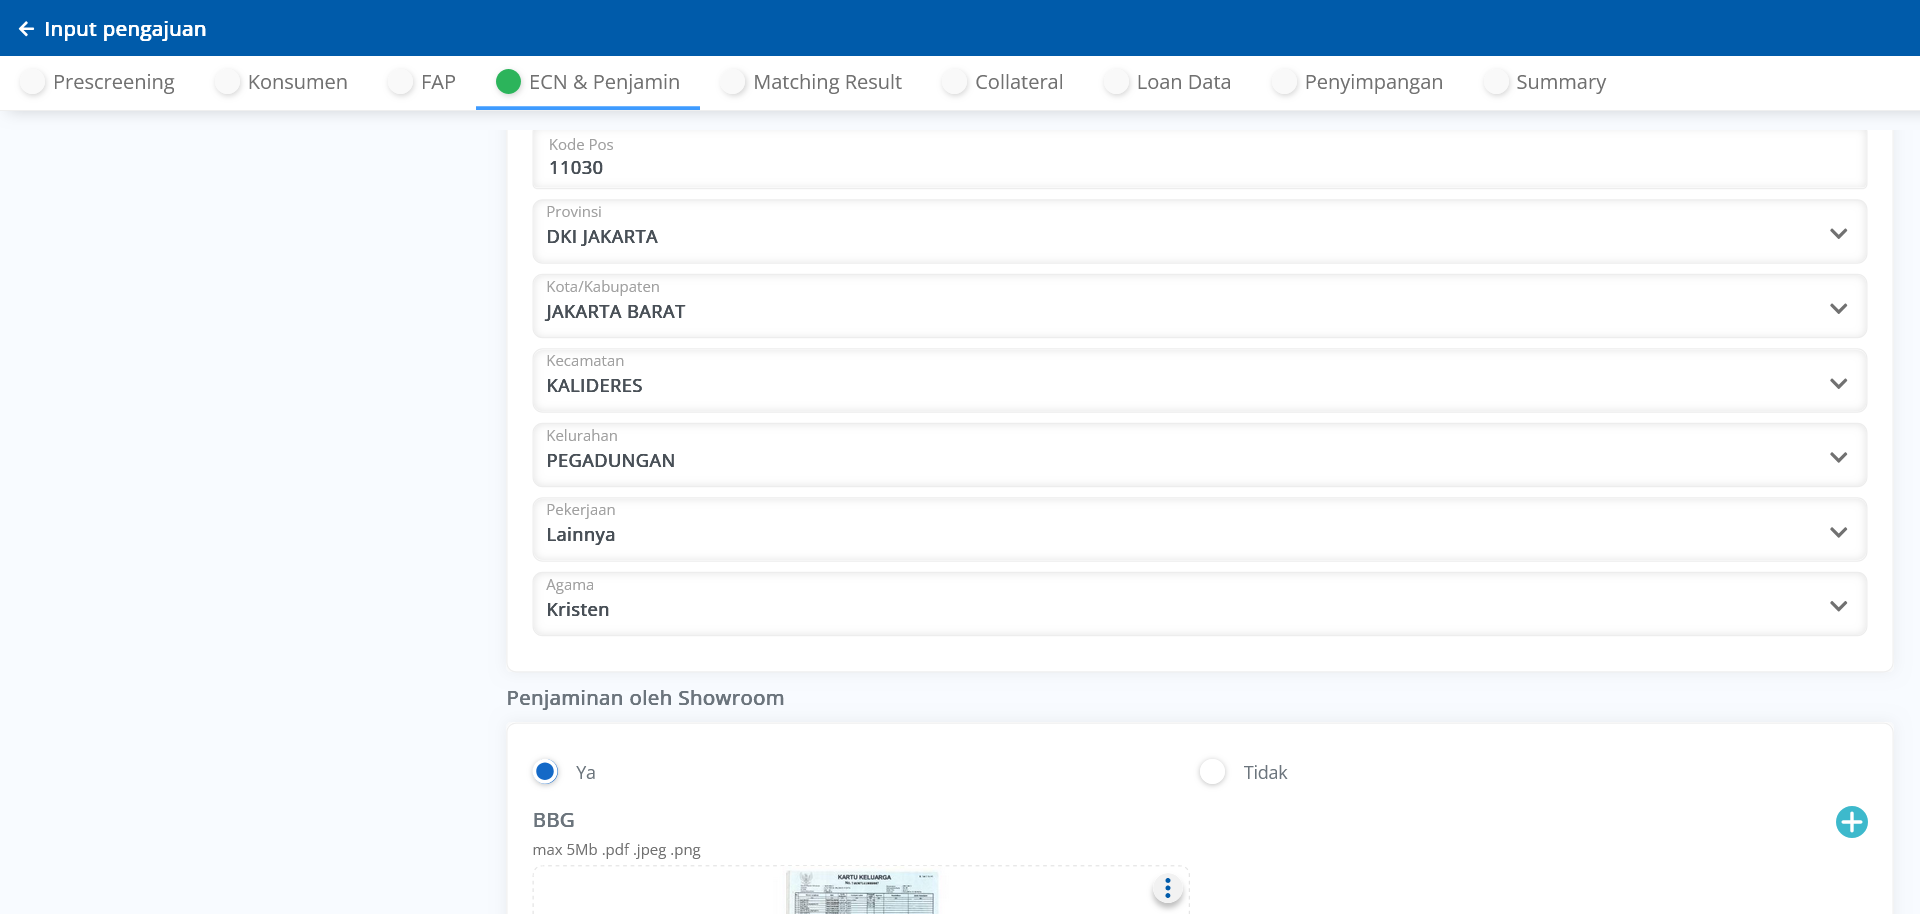 Input pengajuan
Prescreening Konsumen FAP ECN & Penjamin Matching Result Collateral Loan Data Penyimpangan Summary
Kode Pos
11030
Provinsi
DKI JAKARTA
Kota/Kabupaten
JAKARTA BARAT
Kecamatan
KALIDERES
Kelurahan
PEGADUNGAN
Pekerjaan
Lainnya
Agama
Kristen
Penjaminan oleh Showroom
Ya Tidak
BBG
max 5Mb .pdf .jpeg .png
KARTU KELUARGA